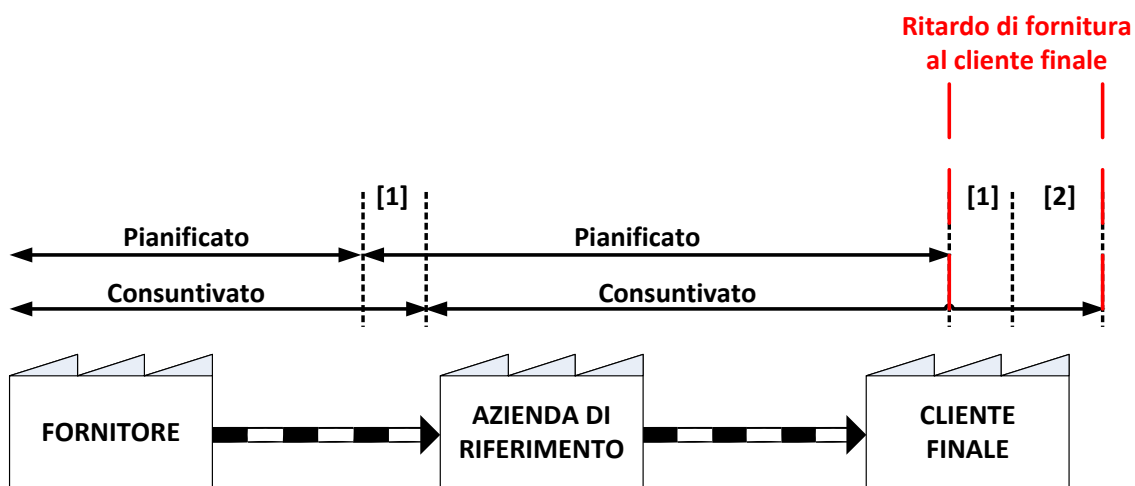 Ritardo di fornitura
al cliente finale
[1]
[1]
[2]
Pianificato
Pianificato
Consuntivato
Consuntivato
FORNITORE
AZIENDA DI
RIFERIMENTO
CLIENTE
FINALE